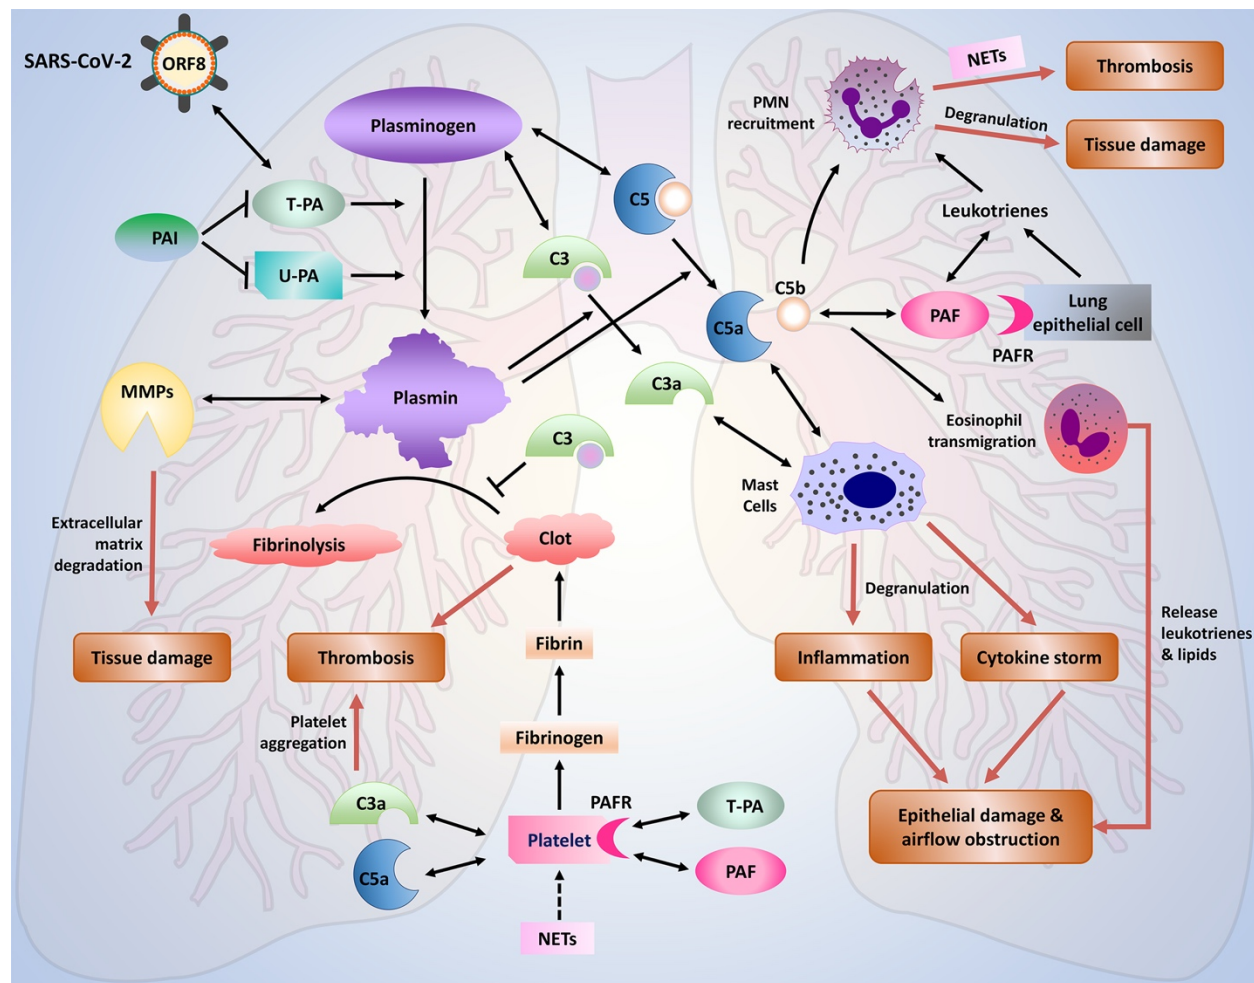 SARS-CoV-2
ORF8
Plasminogen
T-PA
PAI
U-PA
C3
C5
PMN
recruitment
NETs
Thrombosis
Degranulation
Tissue damage
Leukotrienes
C5b
C5a
PAF
PAFR
Lung
epithelial cell
MMPs
Plasmin
C3a
C3
Eosinophil
transmigration
Mast
Cells
Extracellular
matrix
degradation
Fibrinolysis
Clot
Degranulation
Release
leukotrienes
& lipids
Tissue damage
Thrombosis
Fibrin
Inflammation
Cytokine storm
Platelet
aggregation
Fibrinogen
C3a
PAFR
T-PA
Platelet
C5a
PAF
NETs
Epithelial damage &
airflow obstruction